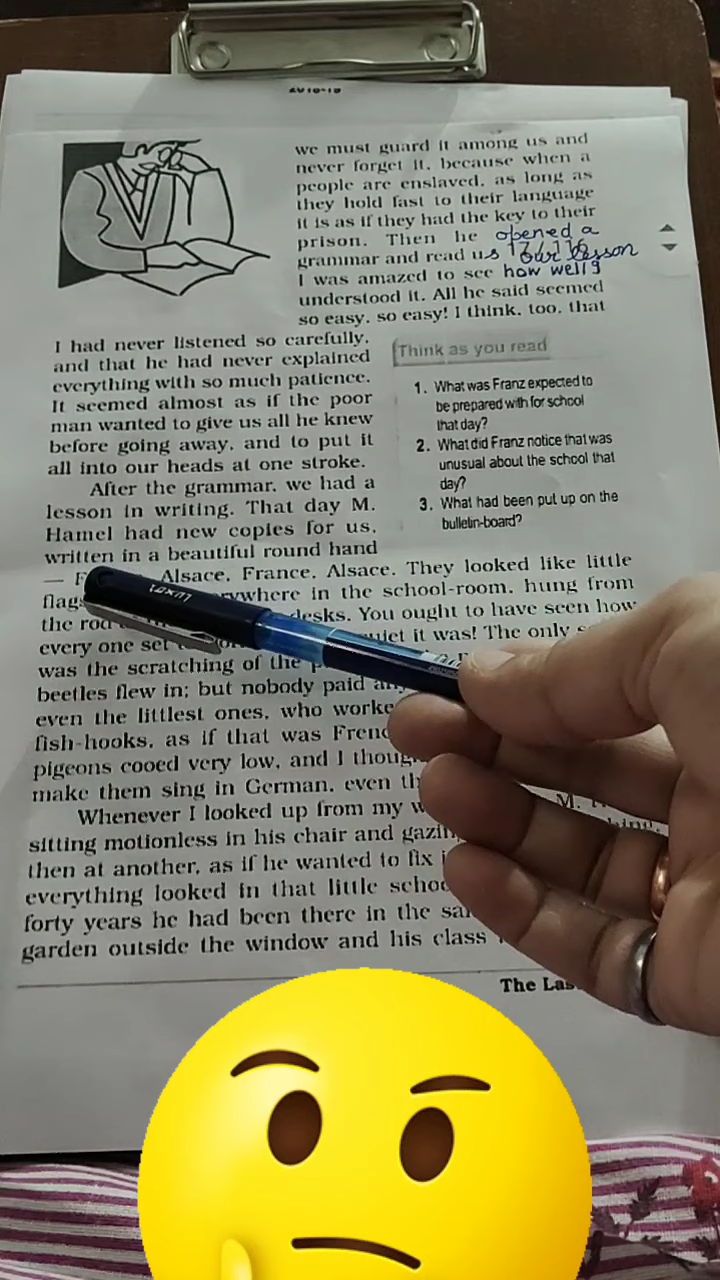 2018-19
we must guard it among us and
never forget it, because when a
people are enslaved, as long as
they hold fast to their language
it is as if they had the key to their
prison. Then he opened a
grammar and read us our lesson
I was amazed to see how well I
understood it. All he said seemed
so easy, so easy! I think, too, that
I had never listened so carefully,
and that he had never explained
everything with so much patience.
It seemed almost as if the poor
man wanted to give us all he knew
before going away, and to put it
all into our heads at one stroke.
Think as you read
1. What was Franz expected to
be prepared with for school
that day?
2. What did Franz notice that was
unusual about the school that
day?
3. What had been put up on the
bulletin-board?
After the grammar, we had a
lesson in writing. That day M.
Hamel had new copies for us,
written in a beautiful round hand
— Alsace, France, Alsace. They looked like little
flags in the school-room, hung from
the desks. You ought to have seen how
every one set quiet it was! The only
was the scratching of the
beetles flew in; but nobody paid
even the littlest ones, who
fish-hooks, as if that was
pigeons cooed very low, and I
make them sing in German, even
Whenever I looked up from my M.
sitting motionless in his chair and
then at another, as if he wanted to fix
everything looked in that little
forty years he had been there in the
garden outside the window and his class
The
LUXOR